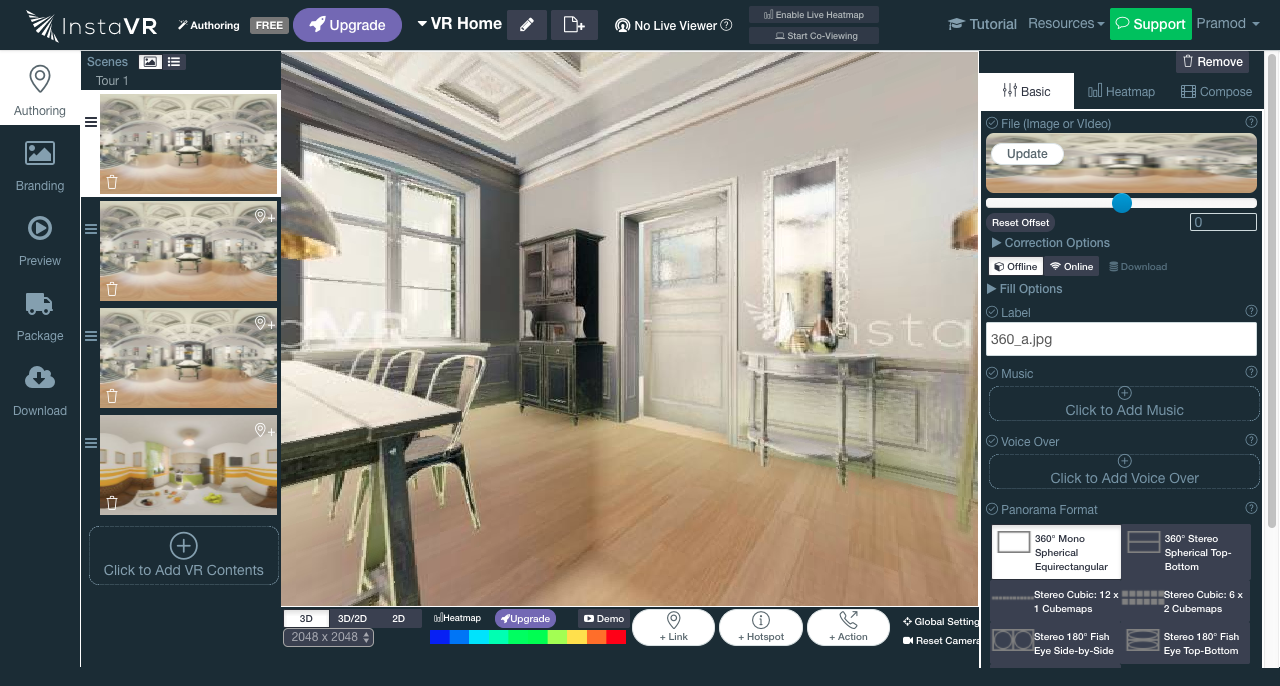 InstaVR
Authoring
FREE
Upgrade
VR Home
No Live Viewer
Enable Live Heatmap
Start Co-Viewing
Tutorial
Resources
Support
Pramod
Authoring
Branding
Preview
Package
Download
Scenes
Tour 1
Click to Add VR Contents
aVR
Insta
3D
3D/2D
2D
2048 x 2048
Heatmap
Upgrade
Demo
+ Link
+ Hotspot
+ Action
Global Setting
Reset Camera
Remove
Basic
Heatmap
Compose
File (Image or VIdeo)
Update
Reset Offset
0
Correction Options
Offline
Online
Download
Fill Options
Label
360_a.jpg
Music
Click to Add Music
Voice Over
Click to Add Voice Over
Panorama Format
360° Mono
Spherical
Equirectangular
360° Stereo
Spherical Top-
Bottom
Stereo Cubic: 12 x
1 Cubemaps
Stereo Cubic: 6 x
2 Cubemaps
Stereo 180° Fish
Eye Side-by-Side
Stereo 180° Fish
Eye Top-Bottom